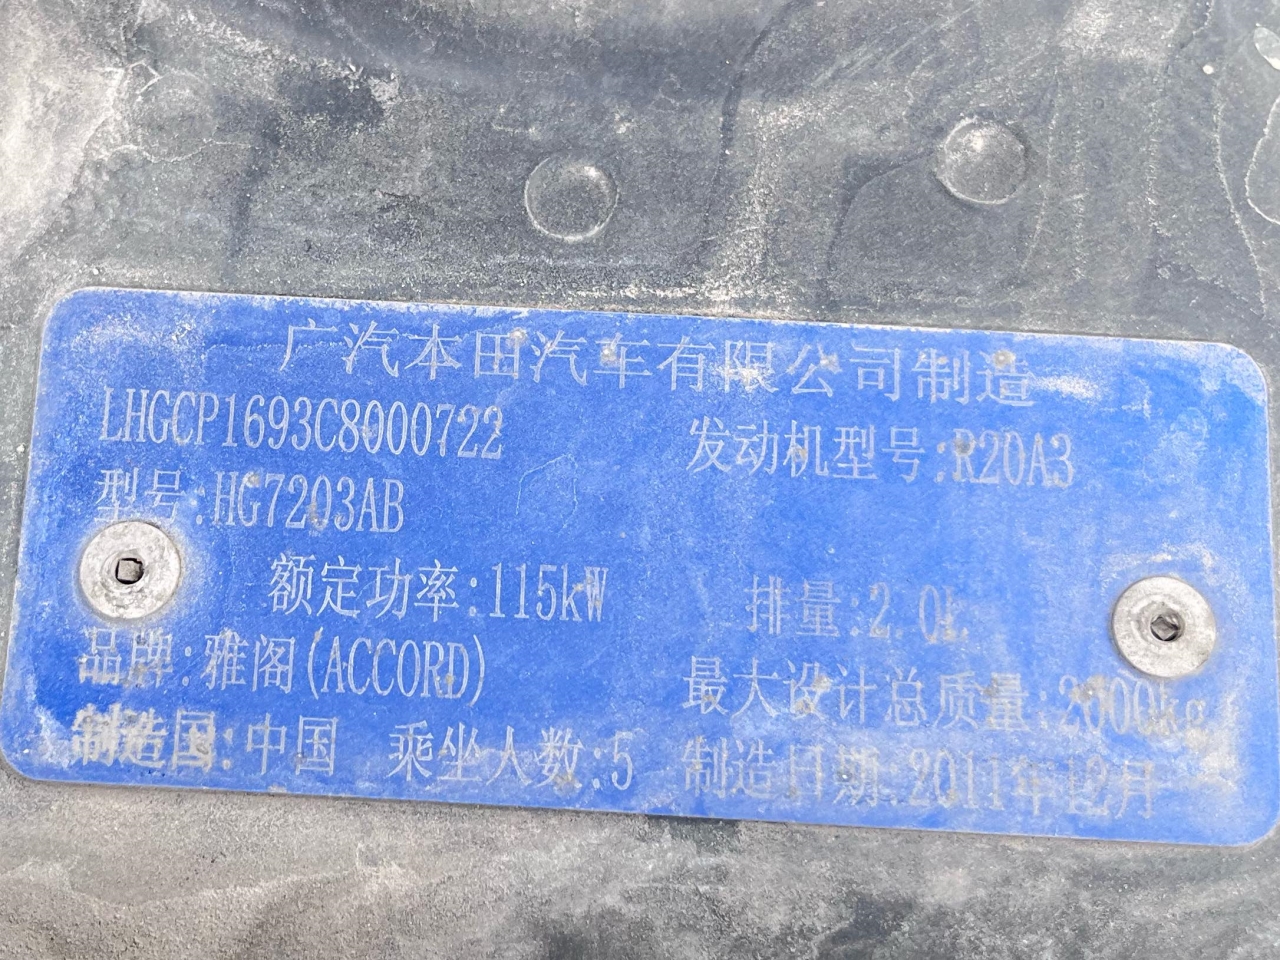 广汽本田汽车有限公司制造
LHGCP1693C8000722
发动机型号:R20A3
型号:HG7203AB
额定功率:115kW 排量:2.0L
品牌:雅阁(ACCORD)
最大设计总质量:2000kg
制造国:中国 乘坐人数:5 制造日期:2011年12月